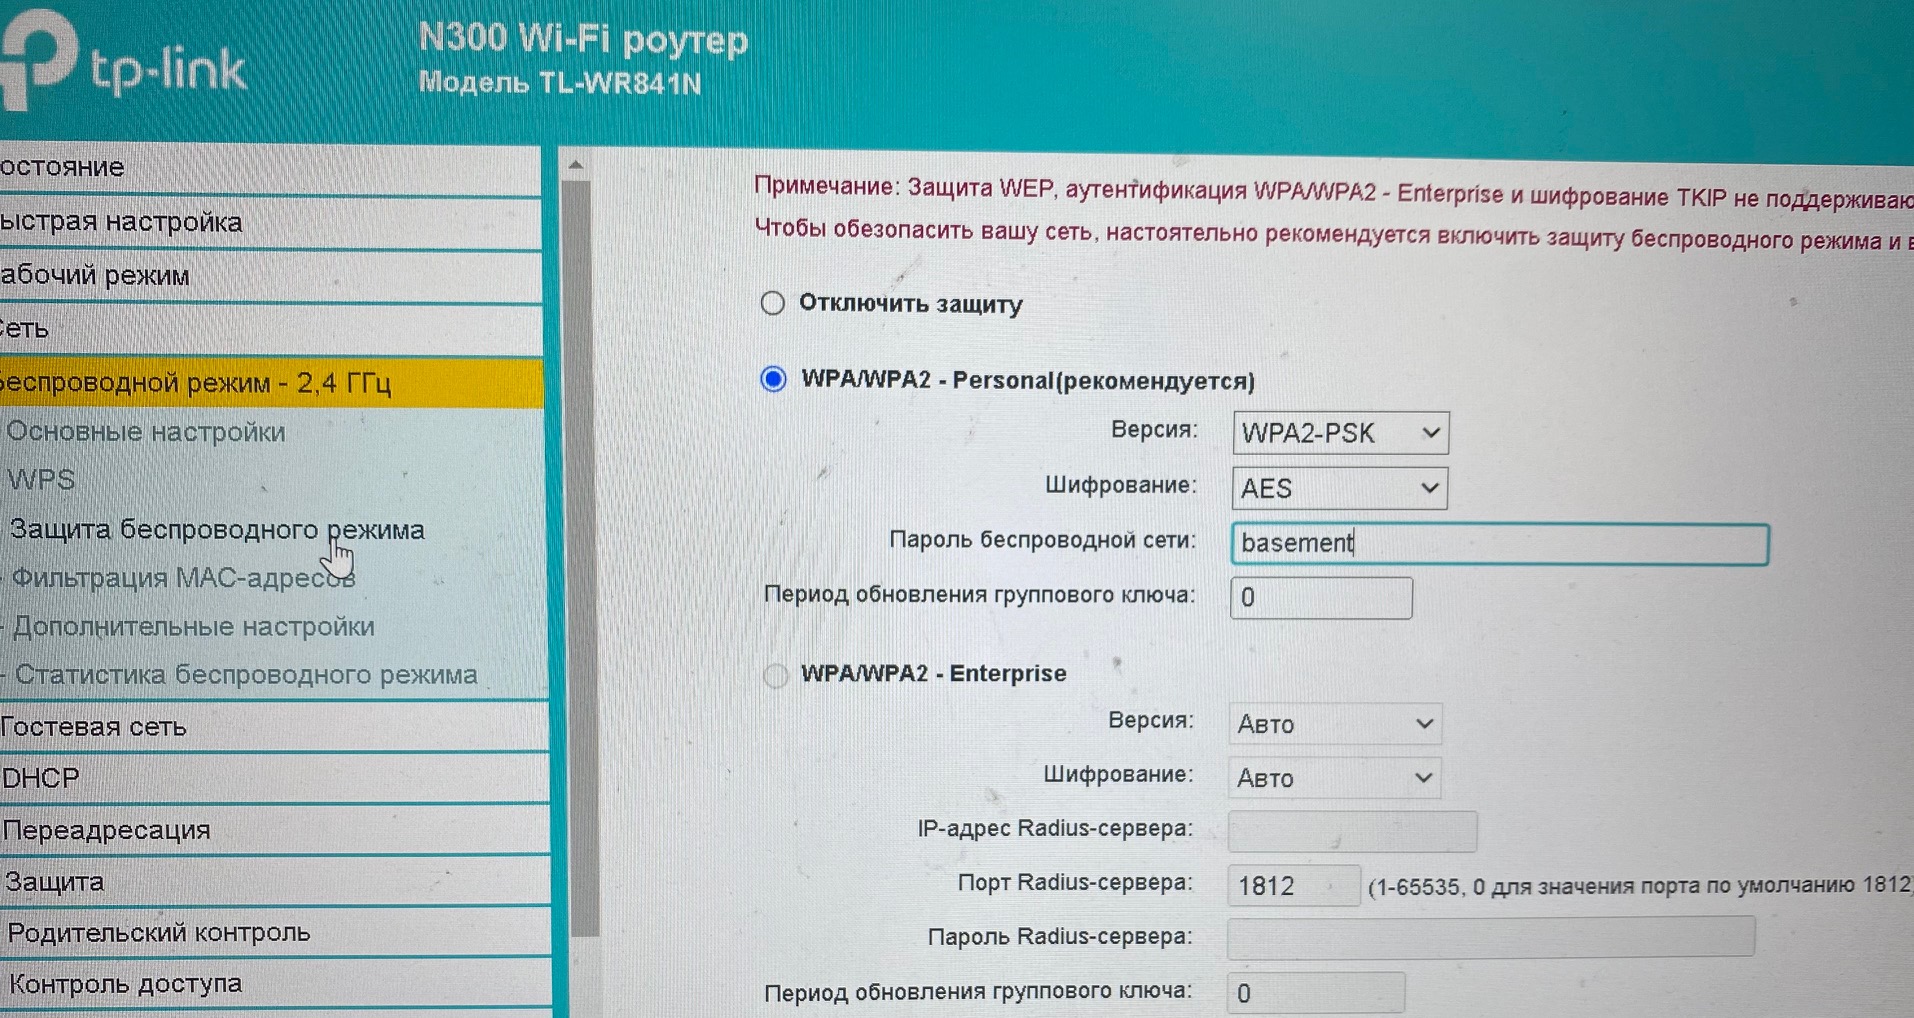 tp-link
N300 Wi-Fi роутер
Модель TL-WR841N
остояние
ыстрая настройка
абочий режим
Сеть
Беспроводной режим - 2,4 ГГц
Основные настройки
WPS
Защита беспроводного режима
- Фильтрация MAC-адресов
- Дополнительные настройки
- Статистика беспроводного режима
Гостевая сеть
DHCP
Переадресация
Защита
Родительский контроль
Контроль доступа
Примечание: Защита WEP, аутентификация WPA/WPA2 - Enterprise и шифрование TKIP не поддерживаю
Чтобы обезопасить вашу сеть, настоятельно рекомендуется включить защиту беспроводного режима и в
Отключить защиту
WPA/WPA2 - Personal(рекомендуется)
Версия: WPA2-PSK
Шифрование: AES
Пароль беспроводной сети: basement
Период обновления группового ключа: 0
WPA/WPA2 - Enterprise
Версия: Авто
Шифрование: Авто
IP-адрес Radius-сервера:
Порт Radius-сервера: 1812 (1-65535, 0 для значения порта по умолчанию 1812)
Пароль Radius-сервера:
Период обновления группового ключа: 0